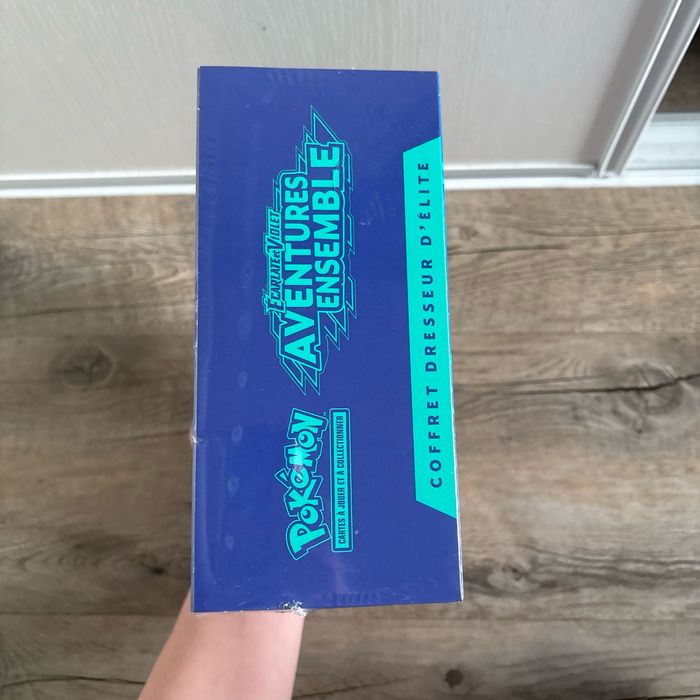 POKÉMON
CARTES À JOUER ET À COLLECTIONNER
ÉCARLATE ET VIOLET
AVENTURES
ENSEMBLE
COFFRET DRESSEUR D'ÉLITE